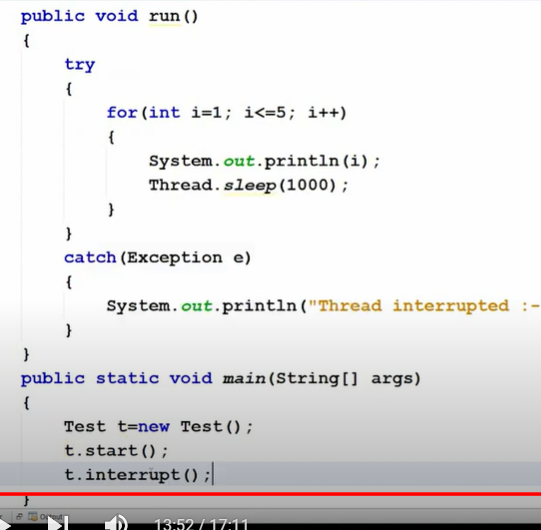 public void run()
{
try
{
for(int i=1; i<=5; i++)
{
System.out.println(i);
Thread.sleep(1000);
}
}
catch(Exception e)
{
System.out.println("Thread interrupted :-
}
}
public static void main(String[] args)
{
Test t=new Test();
t.start();
t.interrupt();
}
13:52 / 17:11